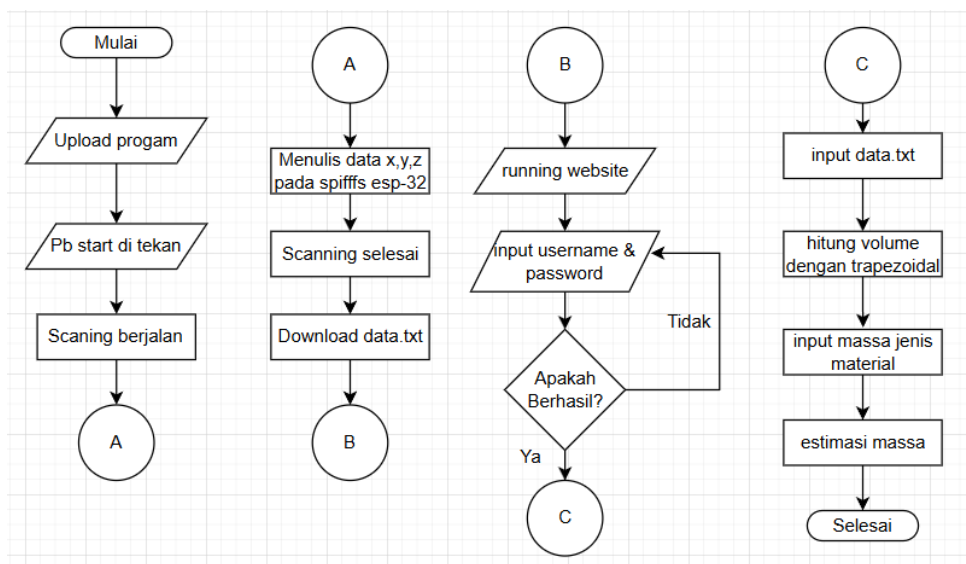 Mulai
Upload progam
Pb start di tekan
Scaning berjalan
A
A
Menulis data x,y,z
pada spifffs esp-32
Scanning selesai
Download data.txt
B
B
running website
input username &
password
Apakah
Berhasil?
Tidak
Ya
C
C
input data.txt
hitung volume
dengan trapezoidal
input massa jenis
material
estimasi massa
Selesai